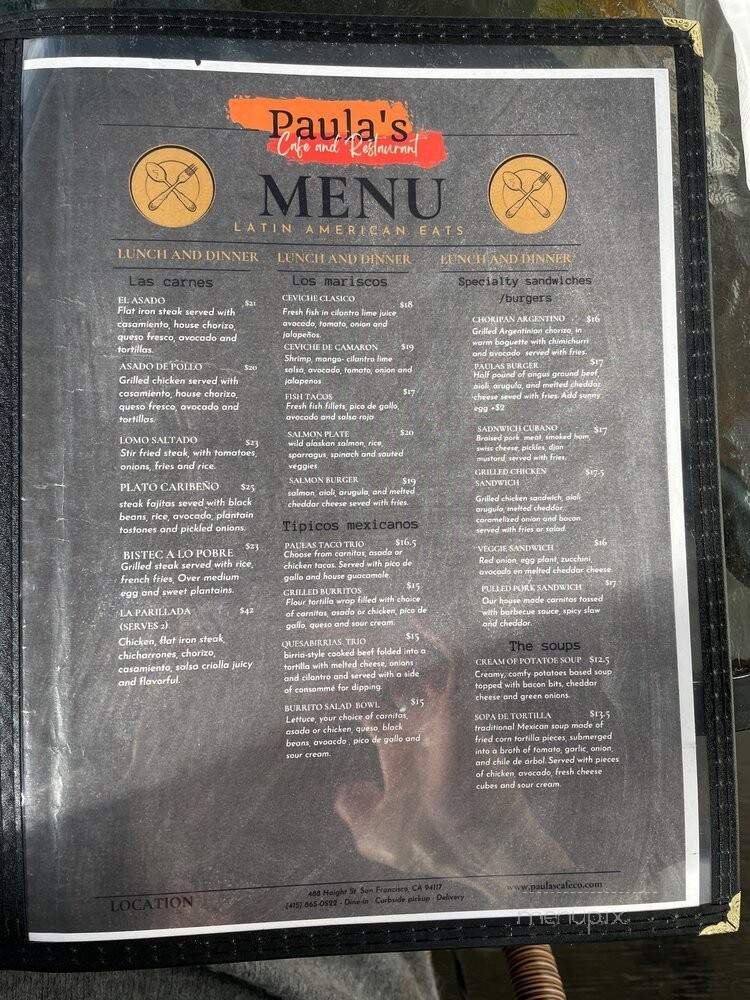 Paula's
Cafe and Restaurant
MENU
LATIN AMERICAN EATS
LUNCH AND DINNER
Las carnes
EL ASADO $21
Flat iron steak served with
casamiento, house chorizo,
queso fresco, avocado and
tortillas.
ASADO DE POLLO $20
Grilled chicken served with
casamiento, house chorizo,
queso fresco, avocado and
tortillas.
LOMO SALTADO $23
Stir fried steak, with tomatoes,
onions, fries and rice.
PLATO CARIBEÑO $25
steak fajitas seved with black
beans, rice, avocado, plantain
tostones and pickled onions.
BISTEC A LO POBRE $23
Grilled steak served with rice,
french fries, Over medium
egg and sweet plantains.
LA PARILLADA $42
(SERVES 2)
Chicken, flat iron steak,
chicharrones, chorizo,
casamiento, salsa criolla juicy
and flavorful.
LUNCH AND DINNER
Los mariscos
CEVICHE CLASICO $18
Fresh fish in cilantro lime juice,
avocado, tomato, onion and
jalapeños.
CEVICHE DE CAMARON $19
Shrimp, mango- cilantro lime
salsa, avocado, tomato, onion and
jalapenos
FISH TACOS $17
Fresh fish fillets, pico de gallo,
avocado and salsa roja
SALMON PLATE $20
wild alaskan salmon, rice,
sparragus, spinach and sauted
veggies
SALMON BURGER $19
salmon, aioli, arugula, and melted
cheddar cheese seved with fries.
Tipicos mexicanos
PAULAS TACO TRIO $16.5
Choose from carnitas, asada or
chicken tacos. Served with pico de
gallo and house guacamole.
GRILLED BURRITOS $15
Flour tortilla wrap filled with choice
of carnitas, asada or chicken, pico de
gallo, queso and sour cream.
QUESABIRRIAS TRIO $15
birria-style cooked beef folded into a
tortilla with melted cheese, onions
and cilantro and served with a side
of consommé for dipping.
BURRITO SALAD BOWL $15
Lettuce, your choice of carnitas,
asada or chicken, queso, black
beans, avoacdo , pico de gallo and
sour cream.
LUNCH AND DINNER
Specialty sandwiches
/burgers
CHORIPAN ARGENTINO $16
Grilled Argentinian chorizo, in
warm baguette with chimichurri
and avocado served with fries.
PAULAS BURGER $17
Half pound of angus ground beef,
aioli, arugula, and melted cheddar
cheese seved with fries. Add sunny
egg +$2
SADNWICH CUBANO $17
Braised pork meat, smoked ham,
swiss cheese, pickles, dijon
mustard, served with fries.
GRILLED CHICKEN $17.5
SANDWICH
Grilled chicken saadwich, aioli,
arugula, melted cheddar,
caramelized onion and bacon.
served with fries or salad.
VEGGIE SANDWICH $16
Red onion, egg plant, zucchini,
avocado en melted cheddar cheese.
PULLED PORK SANDWICH $17
Our house made carnitas tossed
with barbecue sauce, spicy slaw
and cheddar.
The soups
CREAM OF POTATOE SOUP $12.5
Creamy, comfy potatoes based soup
topped with bacon bits, cheddar
cheese and green onions.
SOPA DE TORTILLA $13.5
traditional Mexican soup made of
fried corn tortilla pieces, submerged
into a broth of tomato, garlic, onion,
and chile de árbol. Served with pieces
of chicken, avocado, fresh cheese
cubes and sour cream.
LOCATION
488 Haight St. San Francisco, CA 94117
(415) 865-0522 - Dine-in · Curbside pickup · Delivery
www.paulascafeco.com
menupix